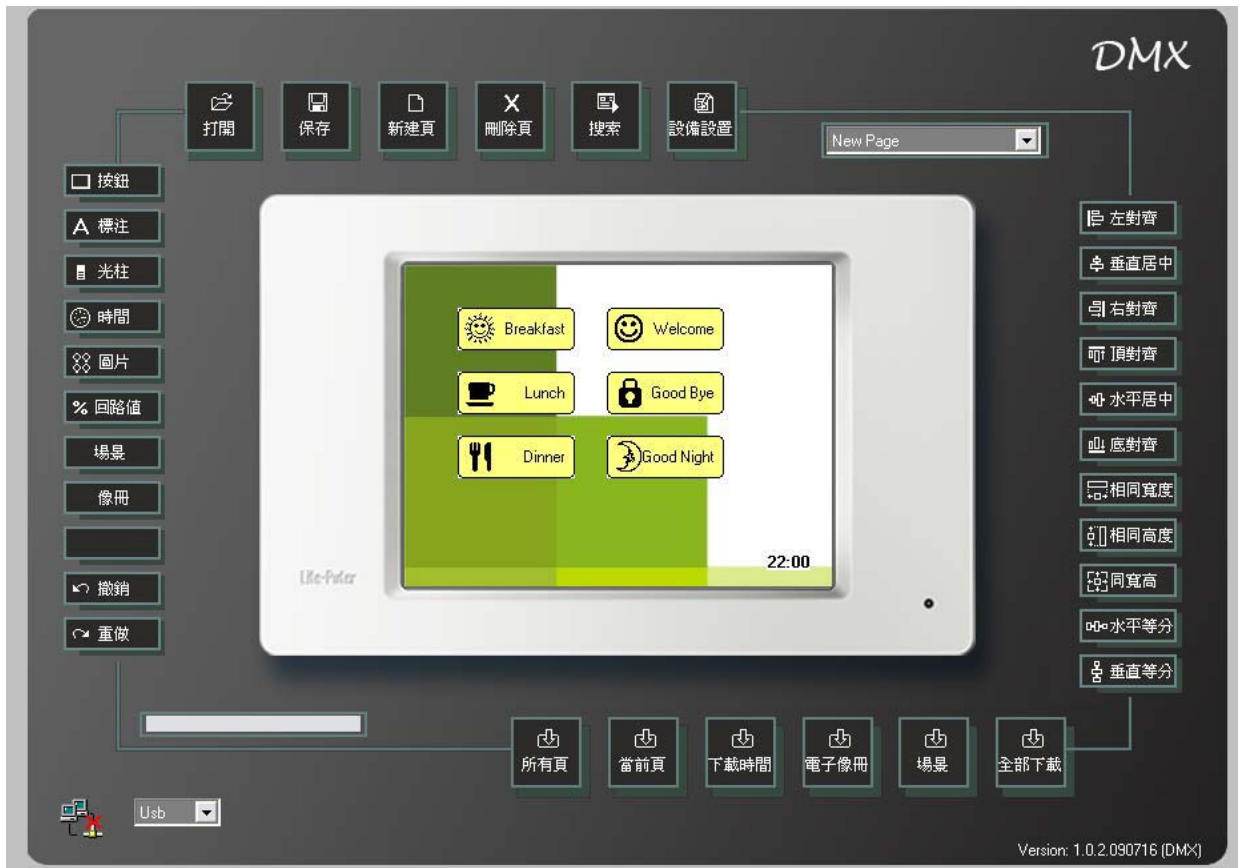 DMX
打開
保存
新建頁
刪除頁
搜索
設備設置
New Page
按鈕
標注
光柱
時間
圖片
% 回路值
場景
像冊
撤銷
重做
Breakfast
Welcome
Lunch
Good Bye
Dinner
Good Night
22:00
左對齊
垂直居中
右對齊
頂對齊
水平居中
底對齊
相同寬度
相同高度
同寬高
水平等分
垂直等分
所有頁
當前頁
下載時間
電子像冊
場景
全部下載
Usb
Version: 1.0.2.090716 (DMX)